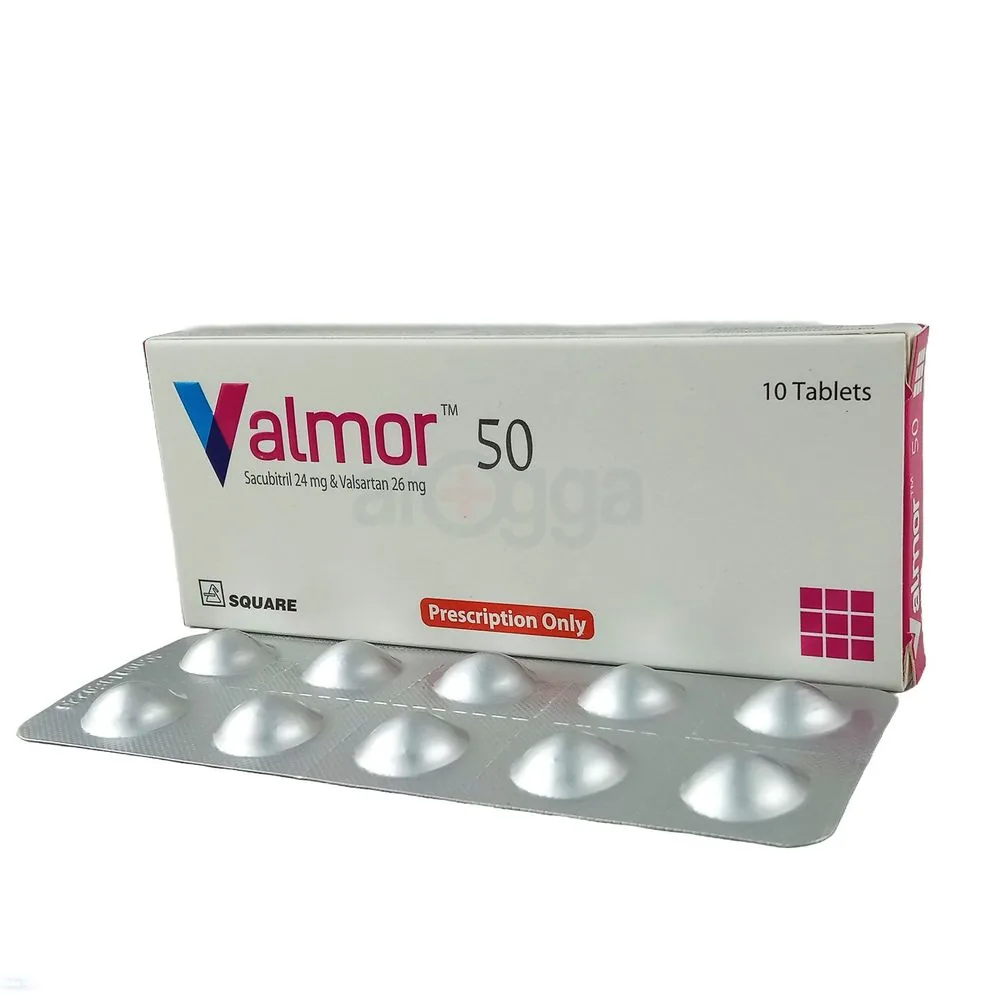 Valmor™ 50
Sacubitril 24 mg & Valsartan 26 mg
10 Tablets
SQUARE
Prescription Only
Valmor™ 50
arogga